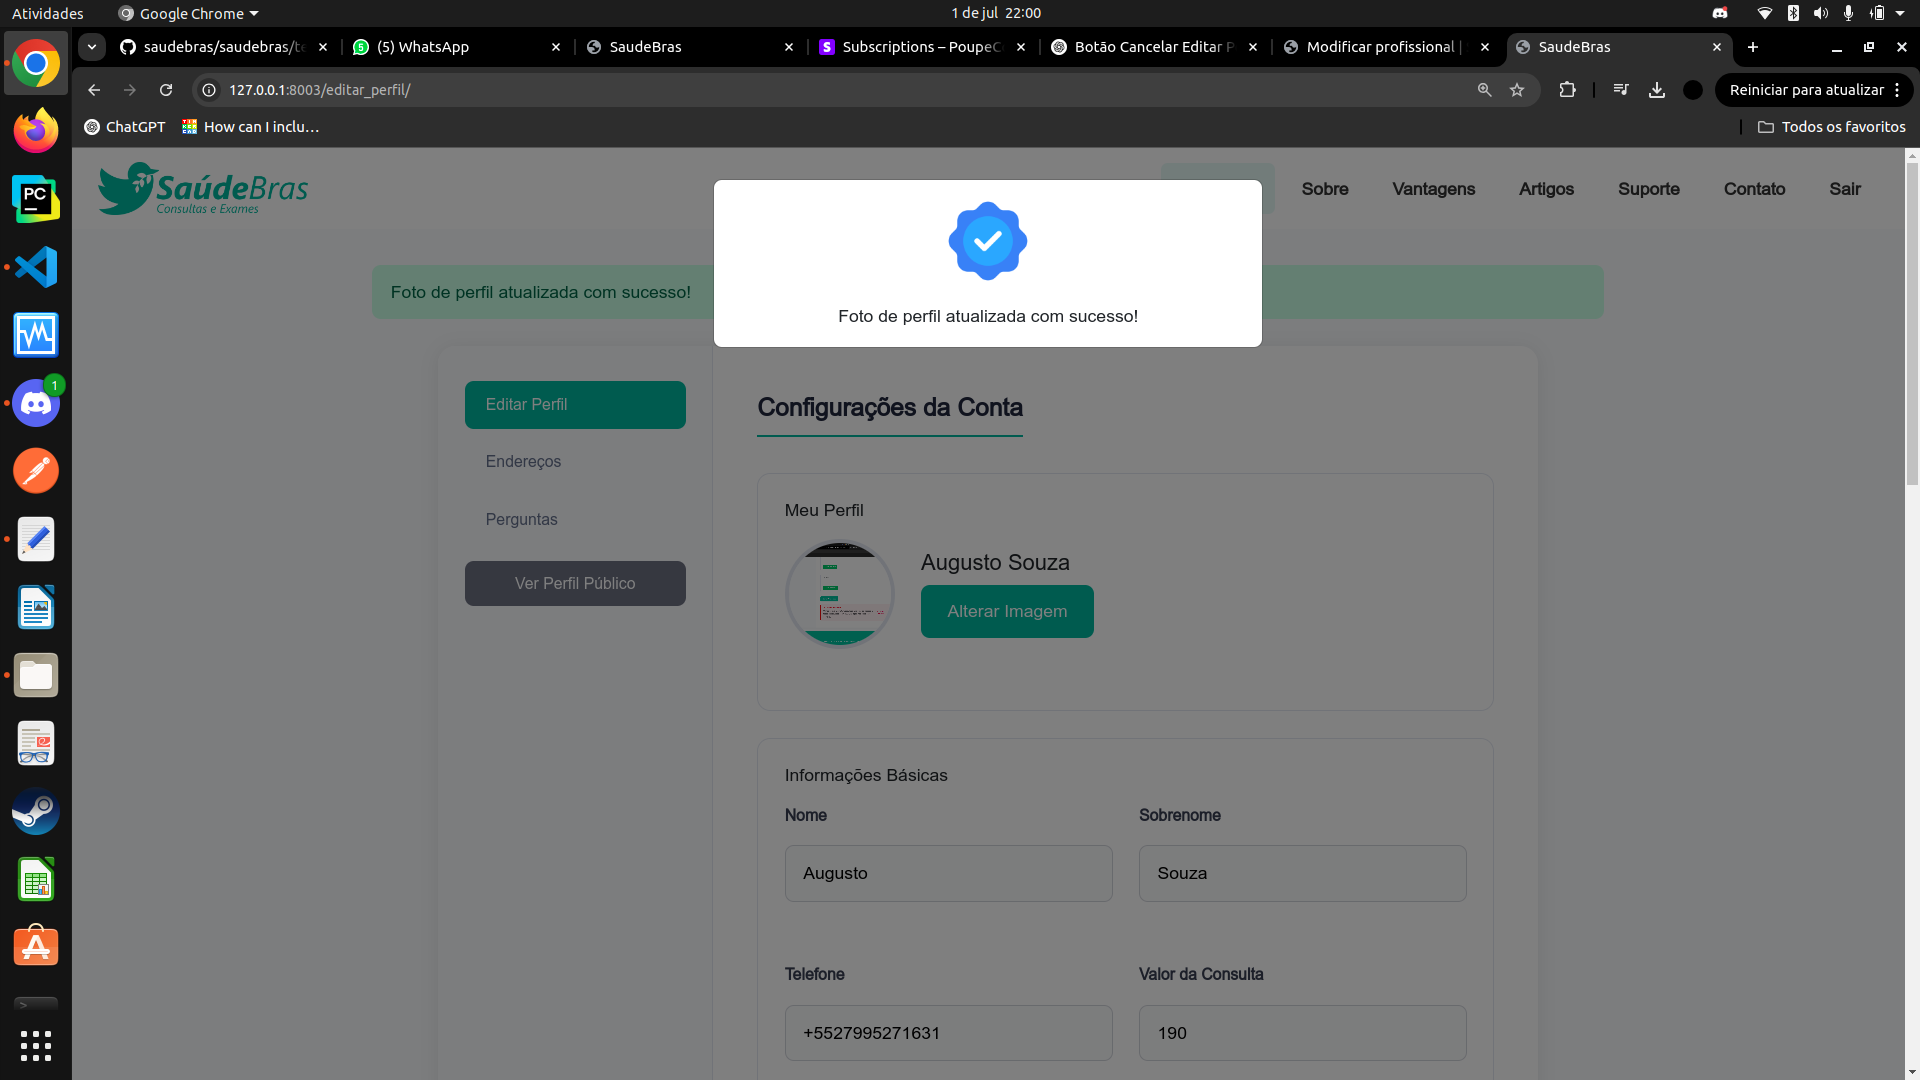 Atividades
Google Chrome
1 de jul 22:00
saudebras/saudebras/te
(5) WhatsApp
SaudeBras
Subscriptions – PoupeC
Botão Cancelar Editar P
Modificar profissional |
SaudeBras
127.0.0.1:8003/editar_perfil/
Reiniciar para atualizar
ChatGPT
How can I inclu…
Todos os favoritos
SaúdeBras
Consultas e Exames
Sobre
Vantagens
Artigos
Suporte
Contato
Sair
Foto de perfil atualizada com sucesso!
Foto de perfil atualizada com sucesso!
Editar Perfil
Endereços
Perguntas
Ver Perfil Público
Configurações da Conta
Meu Perfil
Augusto Souza
Alterar Imagem
Informações Básicas
Nome
Sobrenome
Augusto
Souza
Telefone
Valor da Consulta
+5527995271631
190
PC
1